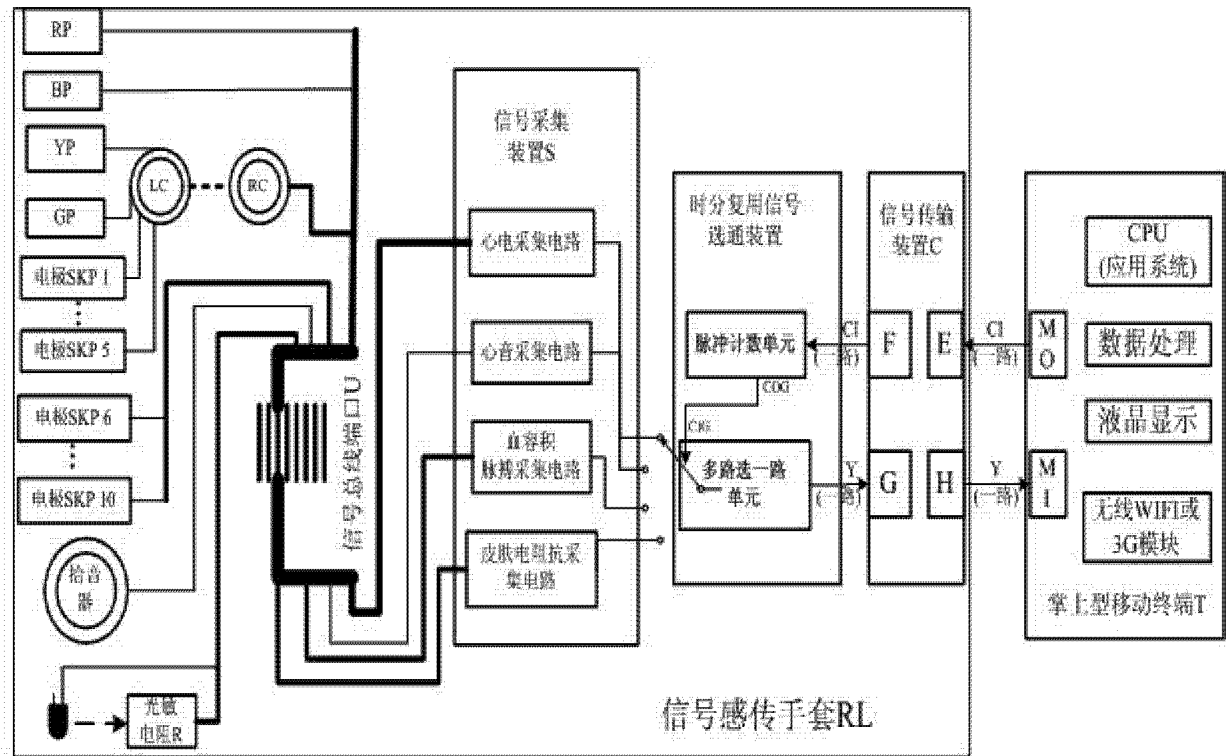 RP
BP
YP
GP
LC
RC
电极SKP 1
电极SKP 5
电极SKP 6
电极SKP 10
拾音
器
光敏
电阻R
信号总线端口U
信号采集
装置S
心电采集电路
心音采集电路
血容积
脉搏采集电路
皮肤电阻抗采
集电路
时分复用信号
选通装置
脉冲计数单元
COG
CIG
多路选一路
单元
信号传输
装置C
CI
(一路)
F
E
CI
(一路)
Y
(一路)
G
H
Y
(一路)
M
O
M
I
CPU
(应用系统)
数据处理
液晶显示
无线WIFI或
3G模块
掌上型移动终端T
信号感传手套RL